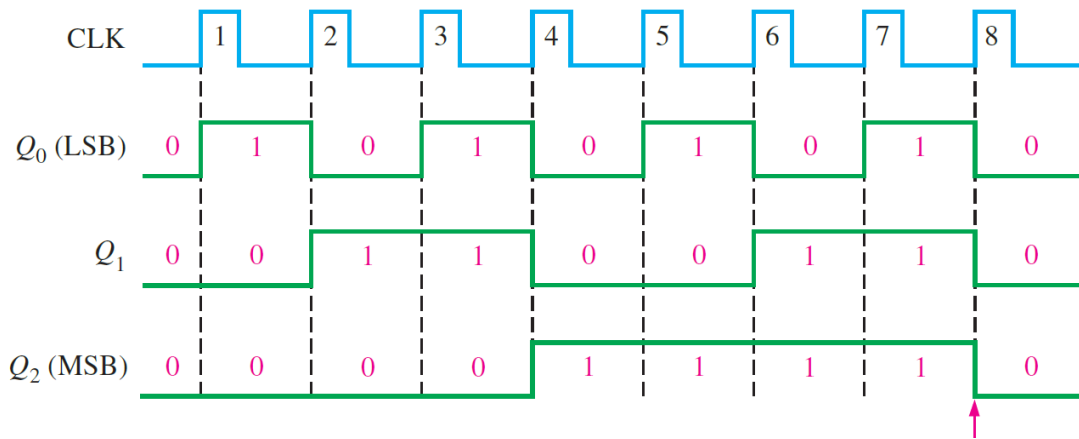 CLK 1 2 3 4 5 6 7 8
Q0 (LSB) 0 1 0 1 0 1 0 1 0
Q1 0 0 1 1 0 0 1 1 0
Q2 (MSB) 0 0 0 0 1 1 1 1 0